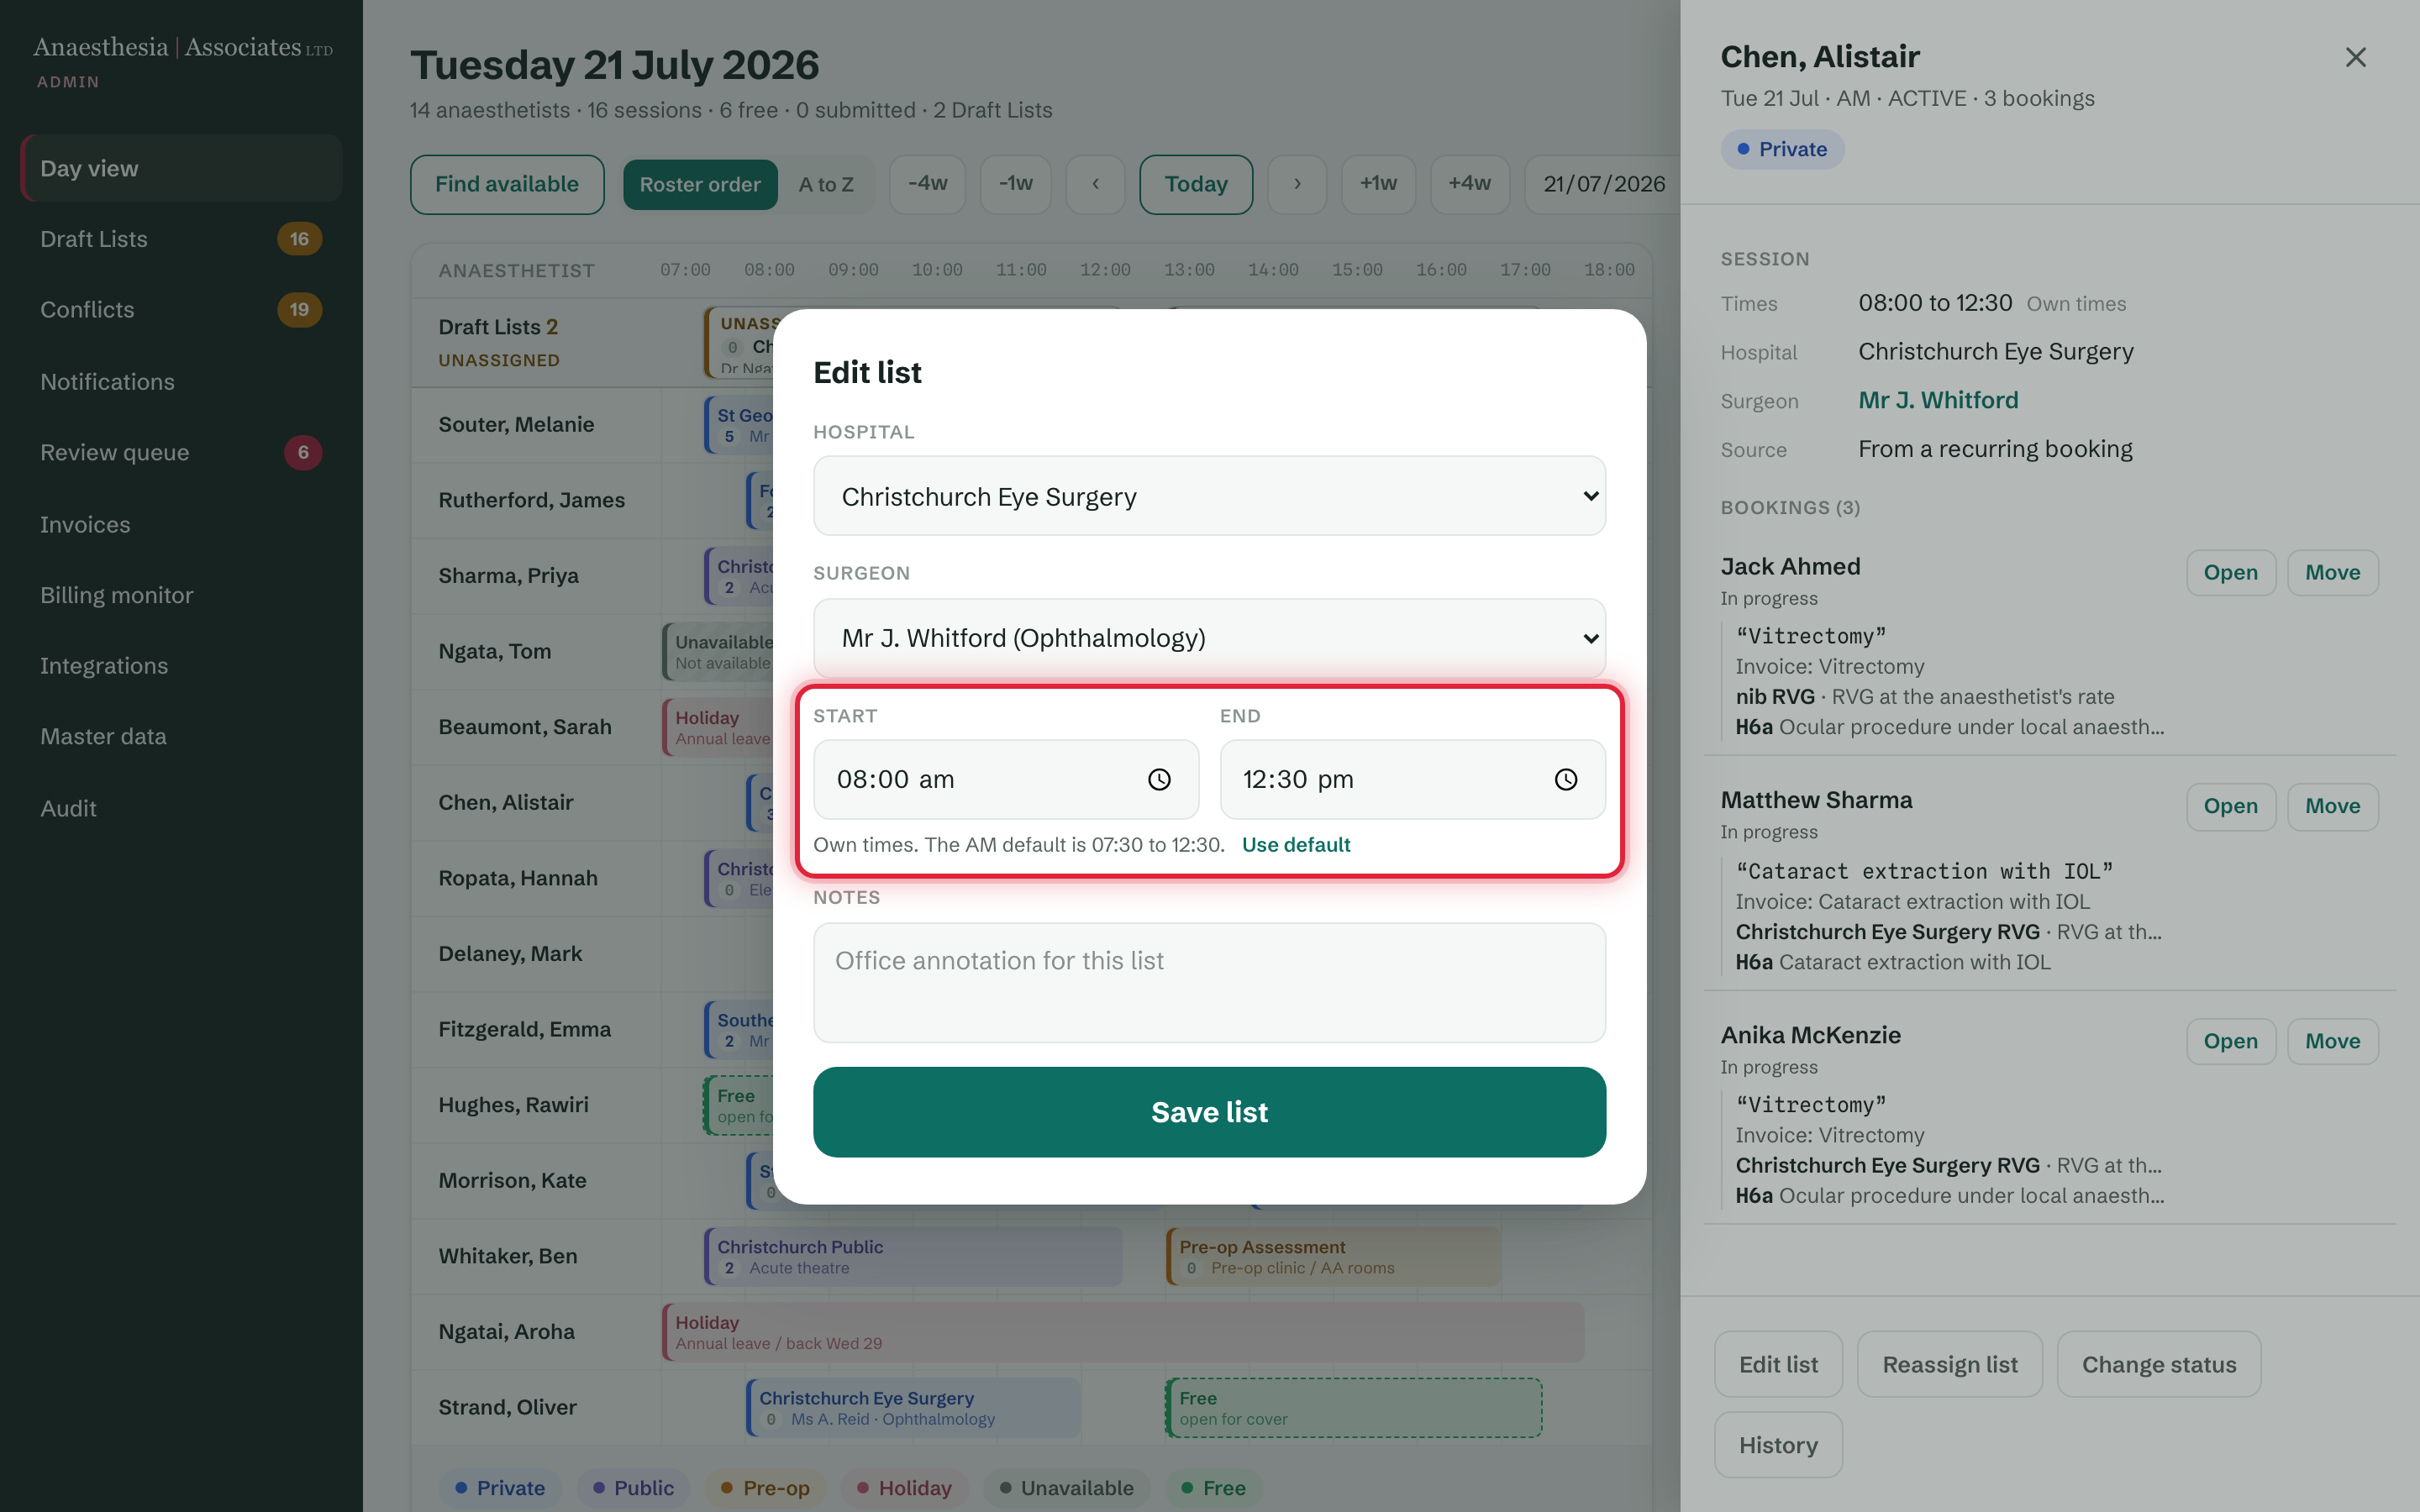 Anaesthesia | Associates LTD
ADMIN
Day view
Draft Lists 16
Conflicts 19
Notifications
Review queue 6
Invoices
Billing monitor
Integrations
Master data
Audit
Tuesday 21 July 2026
14 anaesthetists · 16 sessions · 6 free · 0 submitted · 2 Draft Lists
Find available Roster order A to Z -4w -1w ‹ Today › +1w +4w 21/07/2026
ANAESTHETIST 07:00 08:00 09:00 10:00 11:00 12:00 13:00 14:00 15:00 16:00 17:00 18:00
Draft Lists 2
UNASSIGNED
0
Souter, Melanie
5 Mr
Rutherford, James
Sharma, Priya
2
Ngata, Tom
Unavailable
Not available
Beaumont, Sarah
Holiday
Annual leave
Chen, Alistair
Ropata, Hannah
0
Delaney, Mark
Fitzgerald, Emma
2 Mr
Hughes, Rawiri
Free
Morrison, Kate
0
Whitaker, Ben
Christchurch Public
2 Acute theatre
Pre-op Assessment
0 Pre-op clinic / AA rooms
Ngatai, Aroha
Holiday
Annual leave / back Wed 29
Strand, Oliver
Christchurch Eye Surgery
0 Ms A. Reid · Ophthalmology
Free
open for cover
Private Public Pre-op Holiday Unavailable Free
Edit list
HOSPITAL
Christchurch Eye Surgery
SURGEON
Mr J. Whitford (Ophthalmology)
START END
08:00 am 12:30 pm
Own times. The AM default is 07:30 to 12:30. Use default
NOTES
Office annotation for this list
Save list
Chen, Alistair
Tue 21 Jul · AM · ACTIVE · 3 bookings
Private
SESSION
Times 08:00 to 12:30 Own times
Hospital Christchurch Eye Surgery
Surgeon Mr J. Whitford
Source From a recurring booking
BOOKINGS (3)
Jack Ahmed Open Move
In progress
“Vitrectomy”
Invoice: Vitrectomy
nib RVG · RVG at the anaesthetist's rate
H6a Ocular procedure under local anaesth...
Matthew Sharma Open Move
In progress
“Cataract extraction with IOL”
Invoice: Cataract extraction with IOL
Christchurch Eye Surgery RVG · RVG at th...
H6a Cataract extraction with IOL
Anika McKenzie Open Move
In progress
“Vitrectomy”
Invoice: Vitrectomy
Christchurch Eye Surgery RVG · RVG at th...
H6a Ocular procedure under local anaesth...
Edit list Reassign list Change status
History